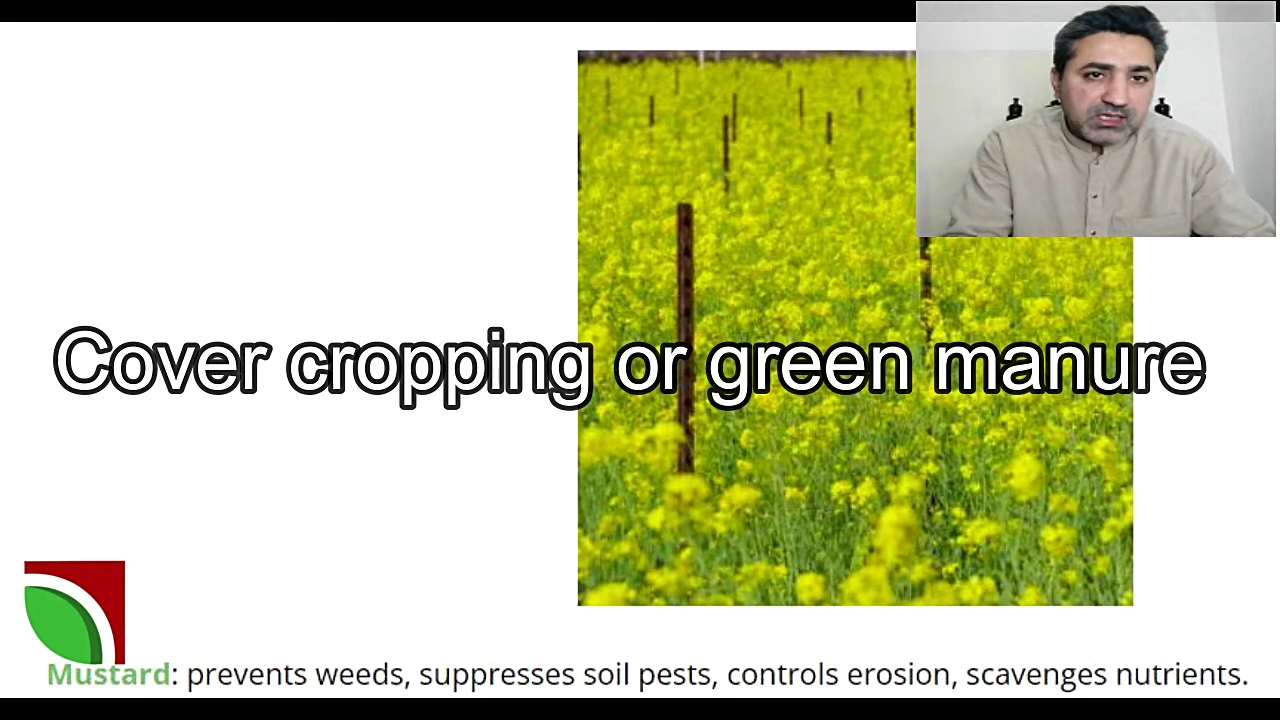 Cover cropping or green manure
Mustard: prevents weeds, suppresses soil pests, controls erosion, scavenges nutrients.